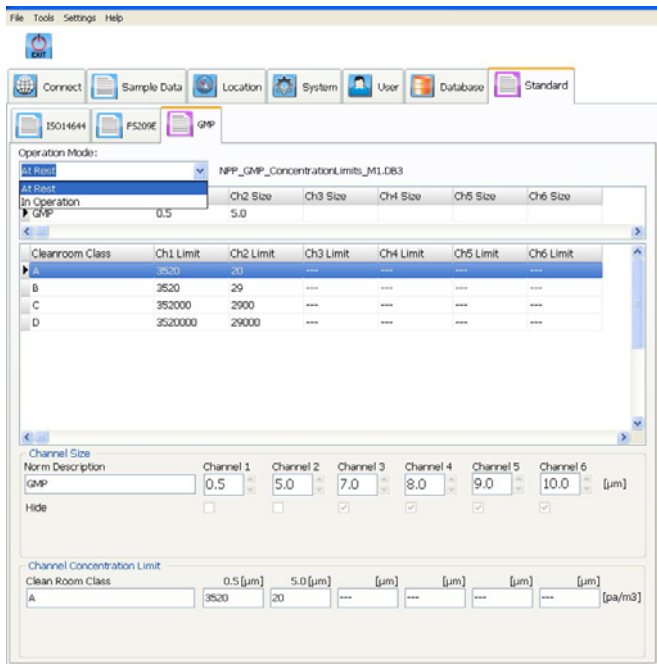 File Tools Settings Help
EXIT
Connect Sample Data Location System User Database Standard
ISO14644 FS209E GMP
Operation Mode:
At Rest NPP_GMP_ConcentrationLimits_M1.DB3
At Rest Ch2 Size Ch3 Size Ch4 Size Ch5 Size Ch6 Size
In Operation
GMP 0.5 5.0
Cleanroom Class Ch1 Limit Ch2 Limit Ch3 Limit Ch4 Limit Ch5 Limit Ch6 Limit
A 3520 20 --- --- --- ---
B 3520 29 --- --- --- ---
C 352000 2900 --- --- --- ---
D 3520000 29000 --- --- --- ---
Channel Size
Norm Description Channel 1 Channel 2 Channel 3 Channel 4 Channel 5 Channel 6
GMP 0.5 5.0 7.0 8.0 9.0 10.0 [µm]
Hide
Channel Concentration Limit
Clean Room Class 0.5 [µm] 5.0 [µm] [µm] [µm] [µm] [µm]
A 3520 20 --- --- --- --- [pa/m3]